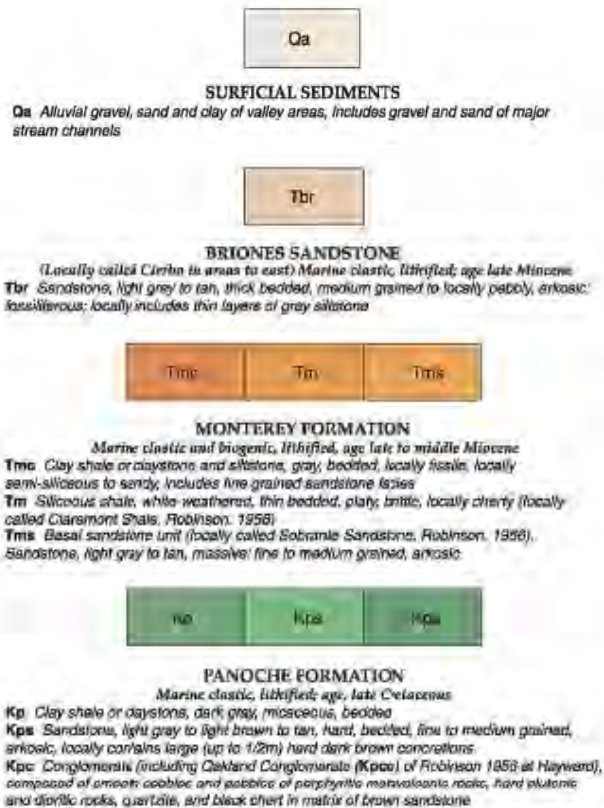 Qa
SURFICIAL SEDIMENTS
Qa Alluvial gravel, sand and clay of valley areas, includes gravel and sand of major
stream channels
Tbr
BRIONES SANDSTONE
(Locally called Cierbo in areas to east) Marine clastic, lithified; age late Miocene
Tbr Sandstone, light gray to tan, thick bedded, medium grained to locally pebbly, arkosic;
fossiliferous; locally includes thin layers of gray siltstone
Tmc Tm Tms
MONTEREY FORMATION
Marine clastic and biogenic, lithified, age late to middle Miocene
Tmc Clay shale or claystone and siltstone, gray, bedded, locally fissile, locally
semi-siliceous to sandy, includes fine grained sandstone facies
Tm Siliceous shale, white-weathered, thin bedded, platy, brittle, locally cherty (locally
called Claremont Shale, Robinson, 1956)
Tms Basal sandstone unit (locally called Sobrante Sandstone, Robinson, 1956).
Sandstone, light gray to tan, massive; fine to medium grained, arkosic
Kp Kps
PANOCHE FORMATION
Marine clastic, lithified; age, late Cretaceous
Kp Clay shale or claystone, dark gray, micaceous, bedded
Kps Sandstone, light gray to light brown to tan, hard, bedded, fine to medium grained,
arkosic, locally contains large (up to 1/2m) hard dark brown concretions
Kpc Conglomerate (including Oakland Conglomerate (Kpco) of Robinson 1956 at Hayward),
composed of smooth cobbles and pebbles of porphyritic metavolcanic rocks, hard plutonic
and dioritic rocks, quartzite, and black chert in matrix of brown sandstone